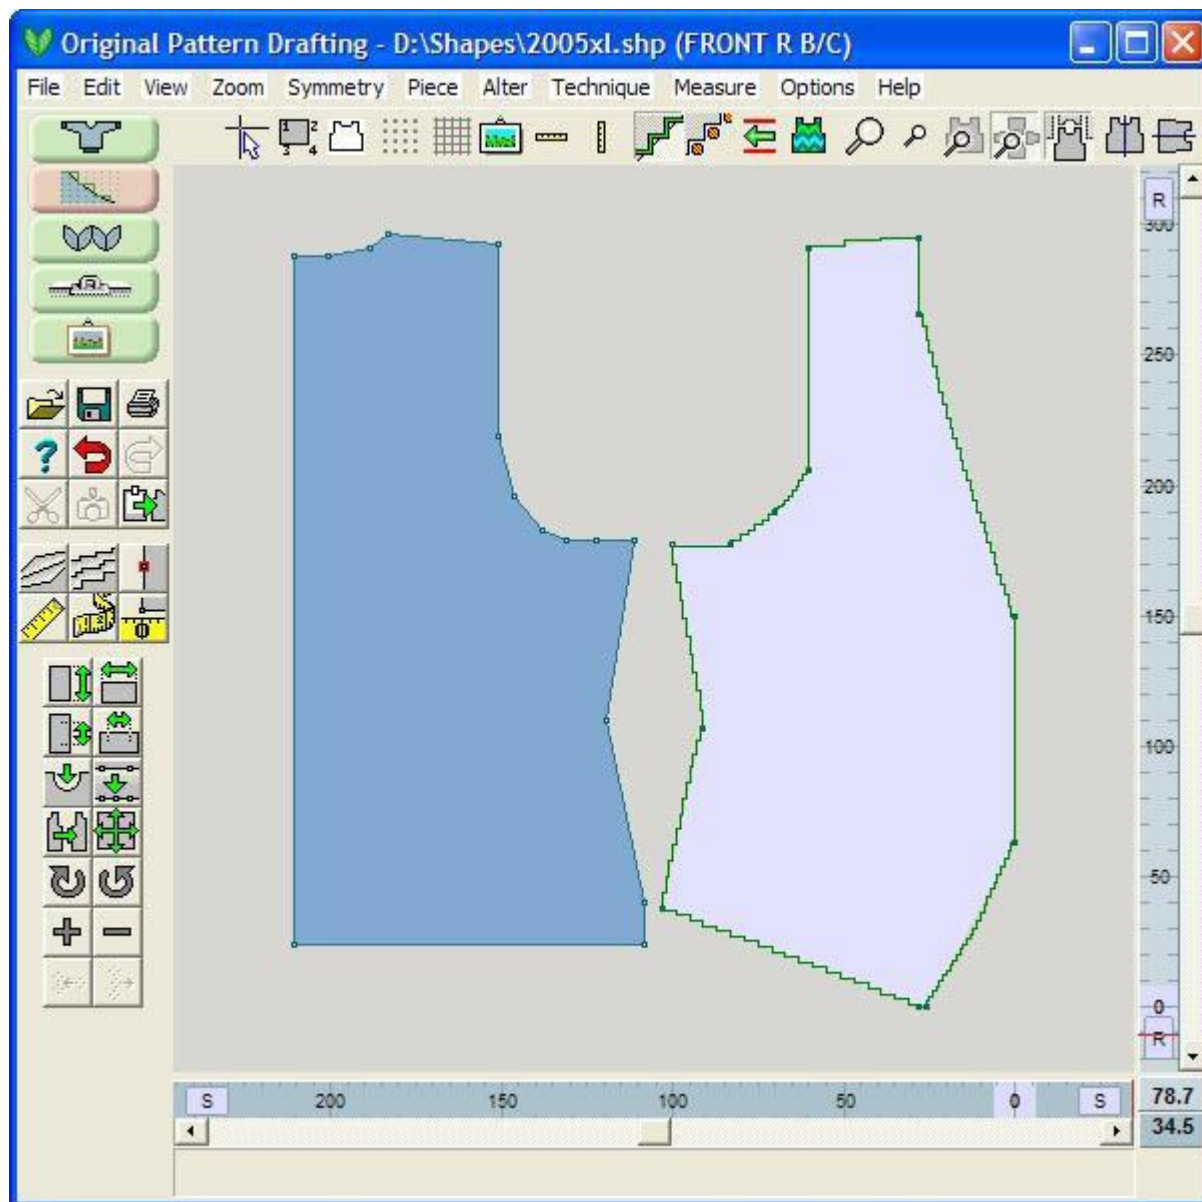 Original Pattern Drafting - D:\Shapes\2005xl.shp (FRONT R B/C)
File Edit View Zoom Symmetry Piece Alter Technique Measure Options Help
R
300
250
200
150
100
50
0
R
S 200 150 100 50 0 S
78.7
34.5